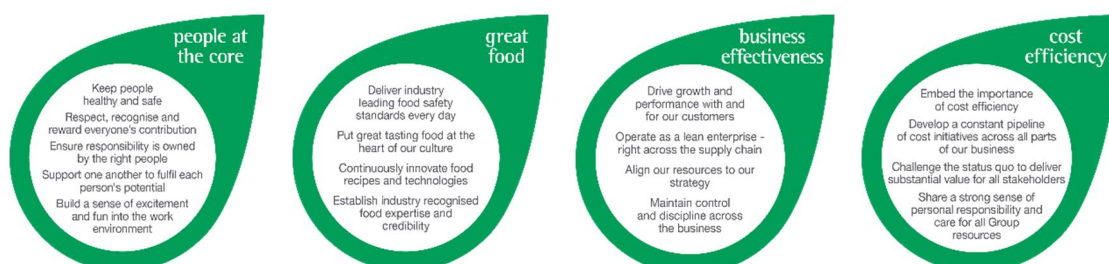 people at
the core
Keep people
healthy and safe
Respect, recognise and
reward everyone's contribution
Ensure responsibility is owned
by the right people
Support one another to fulfil each
person's potential
Build a sense of excitement
and fun into the work
environment
great
food
Deliver industry
leading food safety
standards every day
Put great tasting food at the
heart of our culture
Continuously innovate food
recipes and technologies
Establish industry recognised
food expertise and
credibility
business
effectiveness
Drive growth and
performance with and
for our customers
Operate as a lean enterprise -
right across the supply chain
Align our resources to our
strategy
Maintain control
and discipline across
the business
cost
efficiency
Embed the importance
of cost efficiency
Develop a constant pipeline
of cost initiatives across all parts
of our business
Challenge the status quo to deliver
substantial value for all stakeholders
Share a strong sense of
personal responsibility and
care for all Group
resources